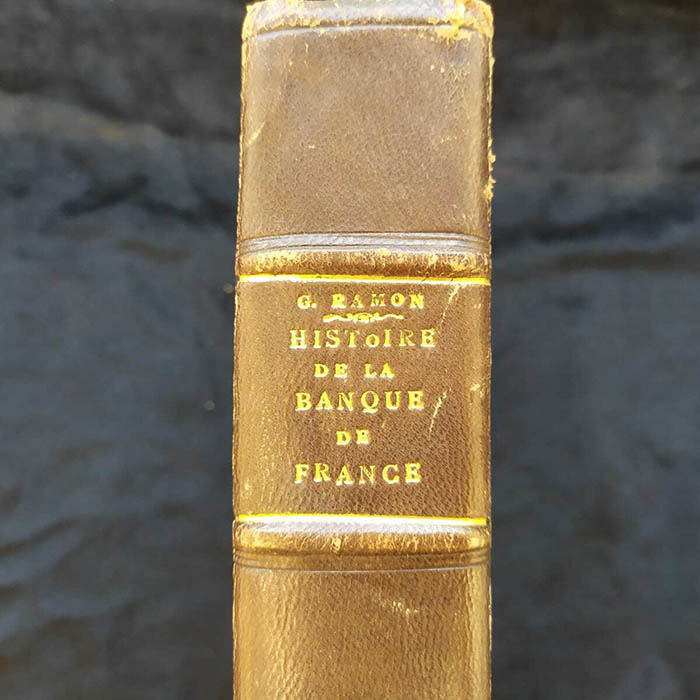 G. RAMON
HISToIRE
DE LA
BANQUE
DE
FRANCE